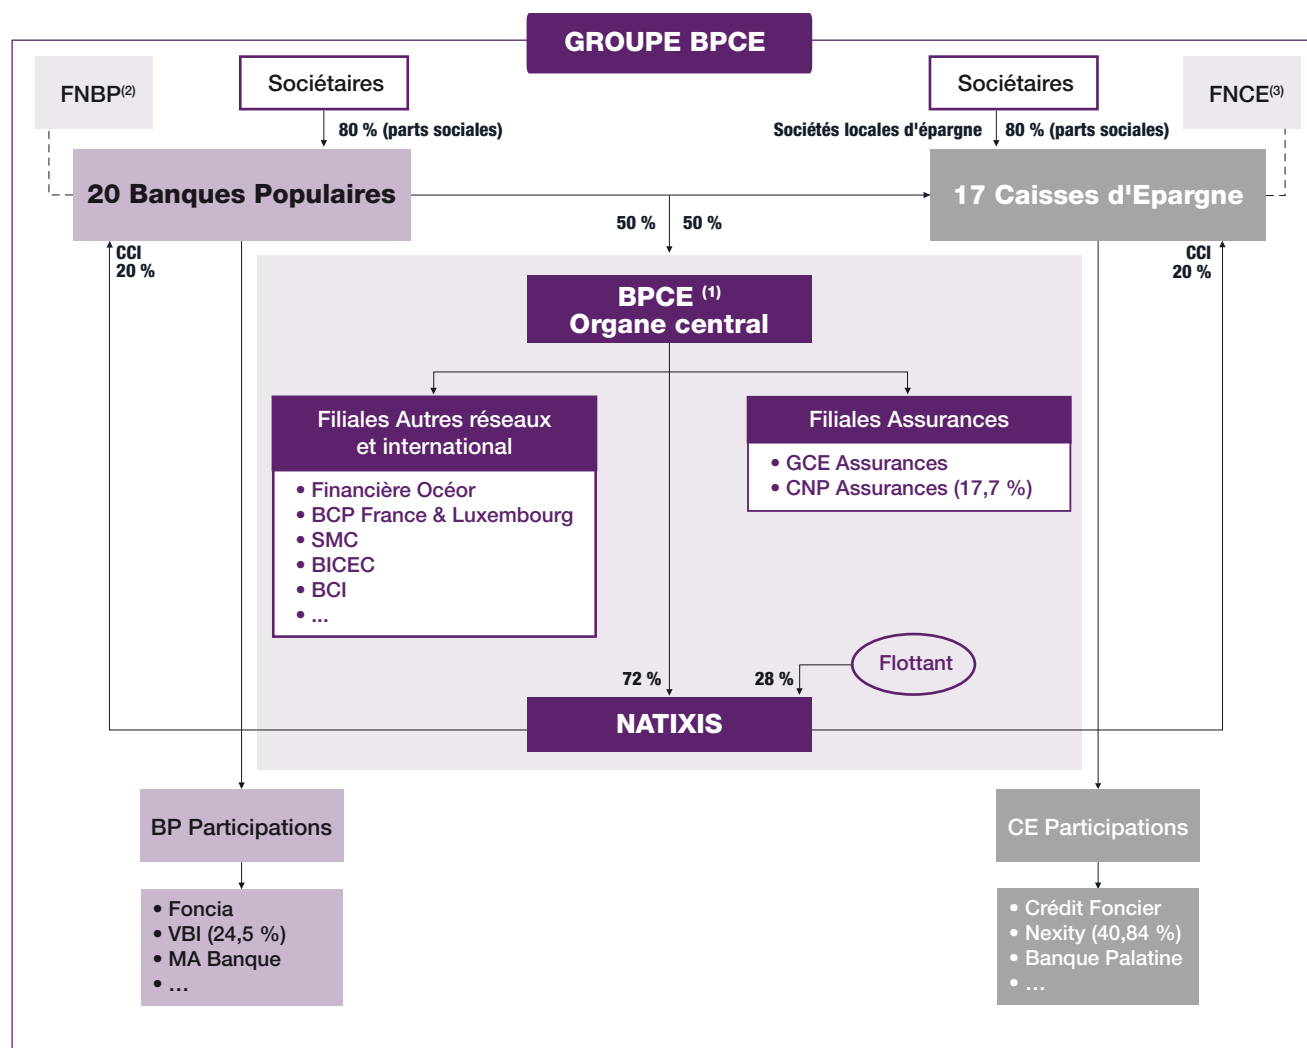 GROUPE BPCE
FNBP(2)
Sociétaires
Sociétaires
FNCE(3)
80 % (parts sociales)
Sociétés locales d'épargne
80 % (parts sociales)
20 Banques Populaires
17 Caisses d'Epargne
50 %
50 %
CCI
20 %
CCI
20 %
BPCE (1)
Organe central
Filiales Autres réseaux
et international
• Financière Océor
• BCP France & Luxembourg
• SMC
• BICEC
• BCI
• ...
Filiales Assurances
• GCE Assurances
• CNP Assurances (17,7 %)
Flottant
72 %
28 %
NATIXIS
BP Participations
• Foncia
• VBI (24,5 %)
• MA Banque
• ...
CE Participations
• Crédit Foncier
• Nexity (40,84 %)
• Banque Palatine
• ...